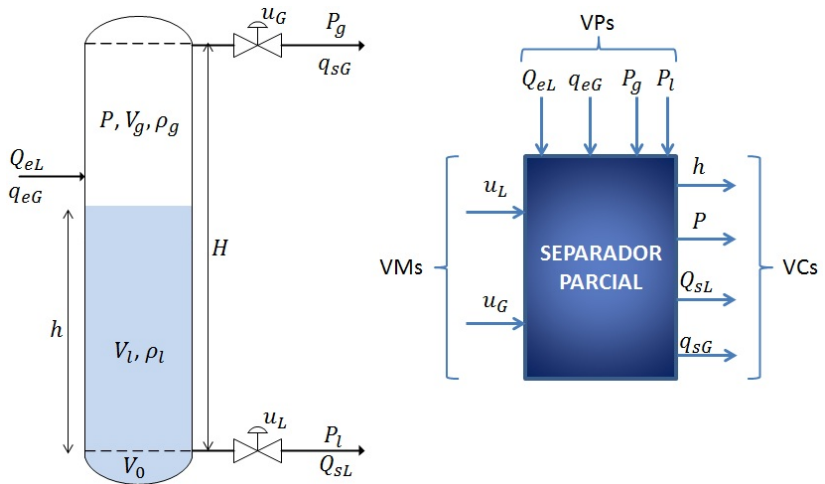 u_G
P_g
q_sG
P, V_g, ρ_g
Q_eL
q_eG
H
h
V_l, ρ_l
u_L
P_l
Q_sL
V_0
VPs
Q_eL q_eG P_g P_l
VMs
u_L
u_G
SEPARADOR
PARCIAL
h
P
Q_sL
q_sG
VCs